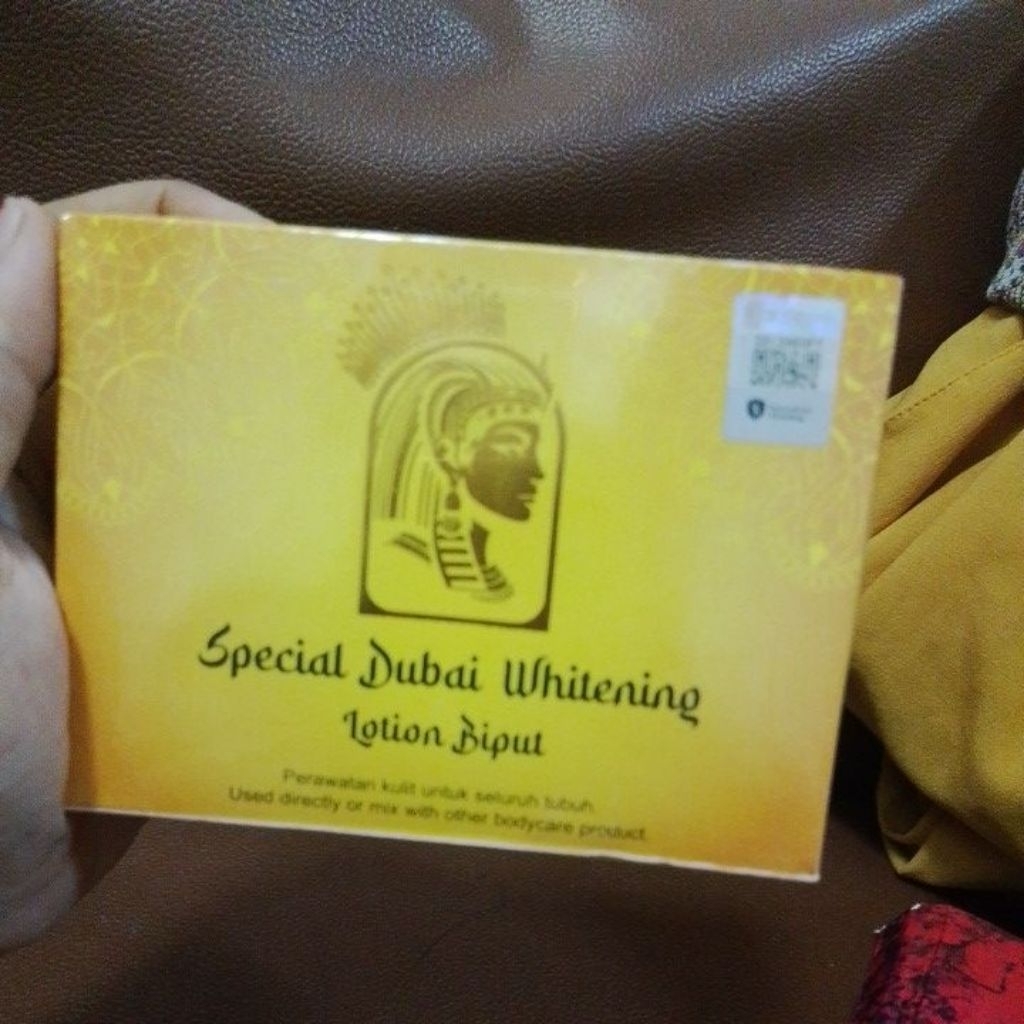 Special Dubai Whitening
Lotion Biput
Perawatan kulit untuk seluruh tubuh.
Used directly or mix with other bodycare product.